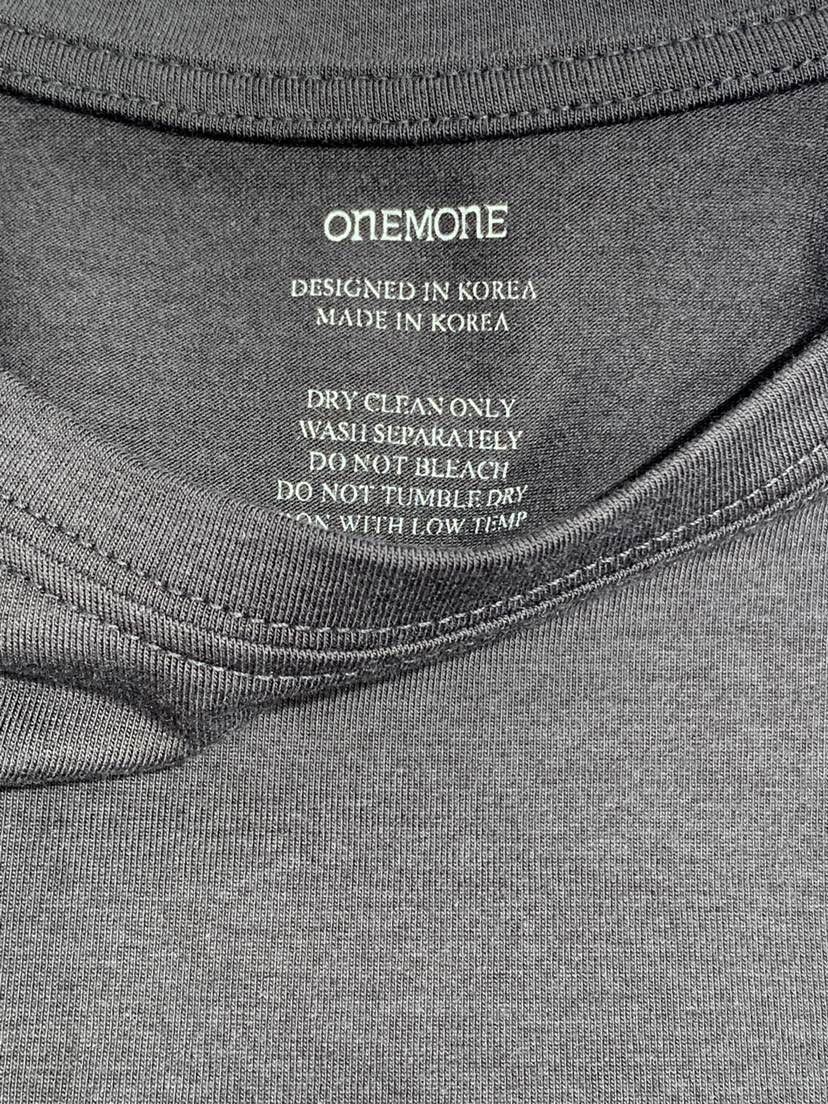 ONEMONE
DESIGNED IN KOREA
MADE IN KOREA
DRY CLEAN ONLY
WASH SEPARATELY
DO NOT BLEACH
DO NOT TUMBLE DRY
WITH LOW TEMP